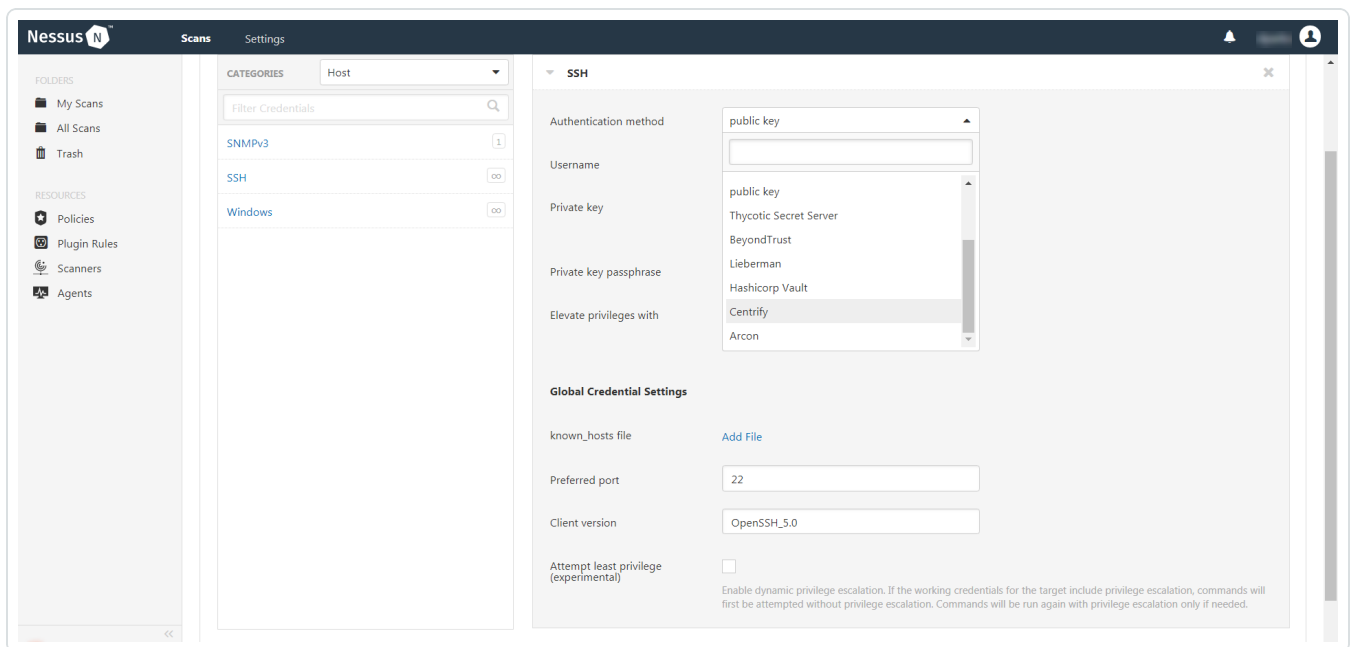 Nessus N ™
Scans
Settings
FOLDERS
My Scans
All Scans
Trash
RESOURCES
Policies
Plugin Rules
Scanners
Agents
CATEGORIES
Host
Filter Credentials
SNMPv3
1
SSH
∞
Windows
∞
SSH
Authentication method
public key
Username
Private key
Private key passphrase
Elevate privileges with
public key
Thycotic Secret Server
BeyondTrust
Lieberman
Hashicorp Vault
Centrify
Arcon
Global Credential Settings
known_hosts file
Add File
Preferred port
22
Client version
OpenSSH_5.0
Attempt least privilege
(experimental)
Enable dynamic privilege escalation. If the working credentials for the target include privilege escalation, commands will
first be attempted without privilege escalation. Commands will be run again with privilege escalation only if needed.